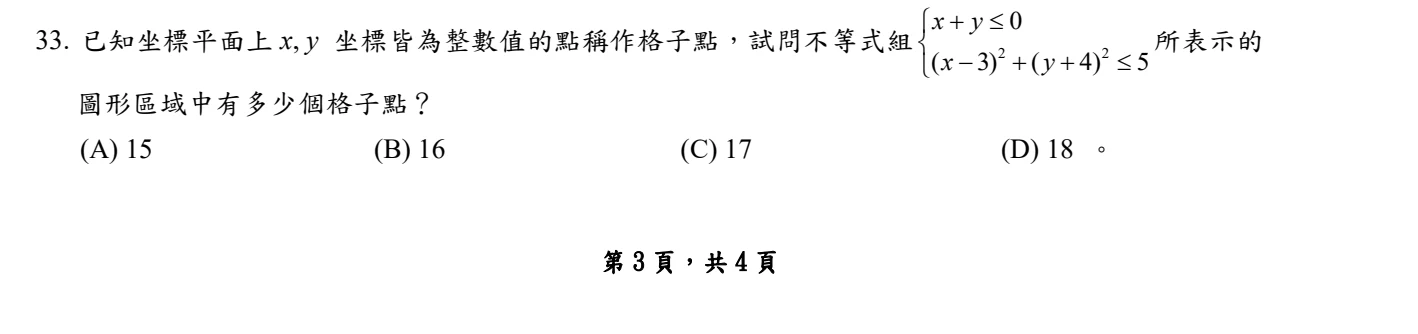 33. 已知坐標平面上 x, y 坐標皆為整數值的點稱作格子點，試問不等式組 { x + y ≤ 0 (x − 3)² + (y + 4)² ≤ 5 所表示的
圖形區域中有多少個格子點？
(A) 15 (B) 16 (C) 17 (D) 18 。
第 3 頁，共 4 頁